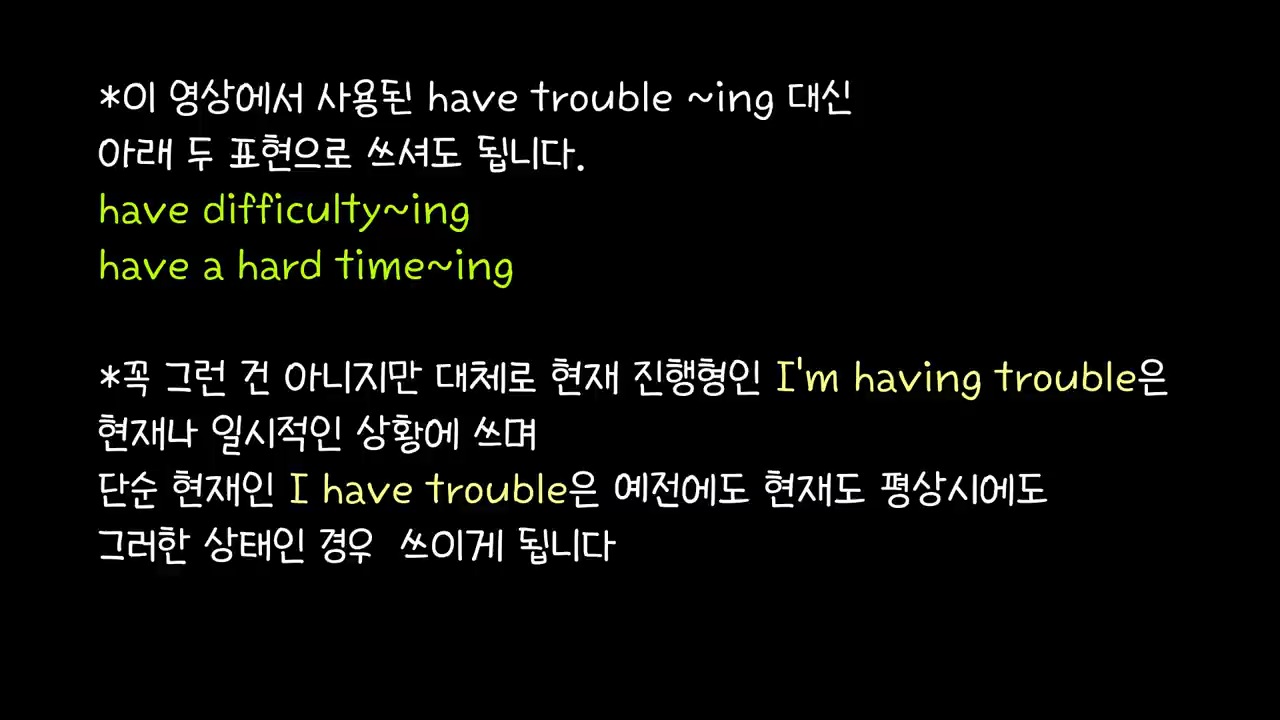 *이 영상에서 사용된 have trouble ~ing 대신
아래 두 표현으로 쓰셔도 됩니다.
have difficulty~ing
have a hard time~ing
*꼭 그런 건 아니지만 대체로 현재 진행형인 I'm having trouble은
현재나 일시적인 상황에 쓰며
단순 현재인 I have trouble은 예전에도 현재도 평상시에도
그러한 상태인 경우  쓰이게 됩니다